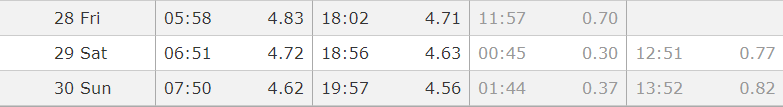 28 Fri 05:58 4.83 18:02 4.71 11:57 0.70
29 Sat 06:51 4.72 18:56 4.63 00:45 0.30 12:51 0.77
30 Sun 07:50 4.62 19:57 4.56 01:44 0.37 13:52 0.82